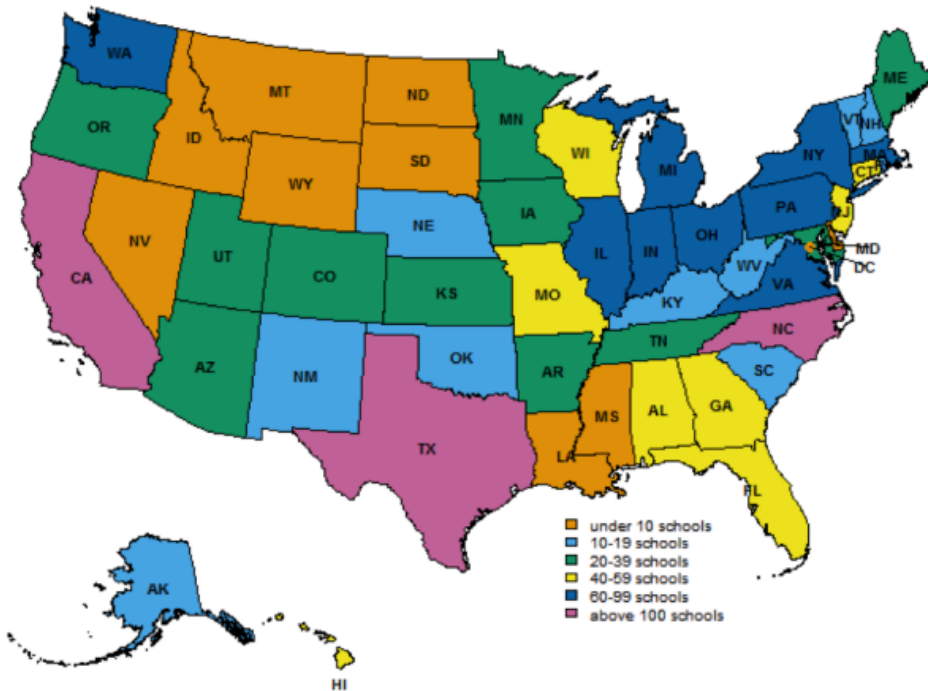 WA
MT
ND
ME
OR
ID
MN
VT
NH
SD
WI
NY
MA
WY
MI
CT
IA
PA
NJ
NE
NV
IL
IN
OH
MD
UT
WV
DC
CA
CO
VA
KS
MO
KY
NC
TN
AZ
NM
OK
AR
SC
MS
AL
GA
TX
LA
FL
under 10 schools
10-19 schools
20-39 schools
40-59 schools
60-99 schools
above 100 schools
AK
HI